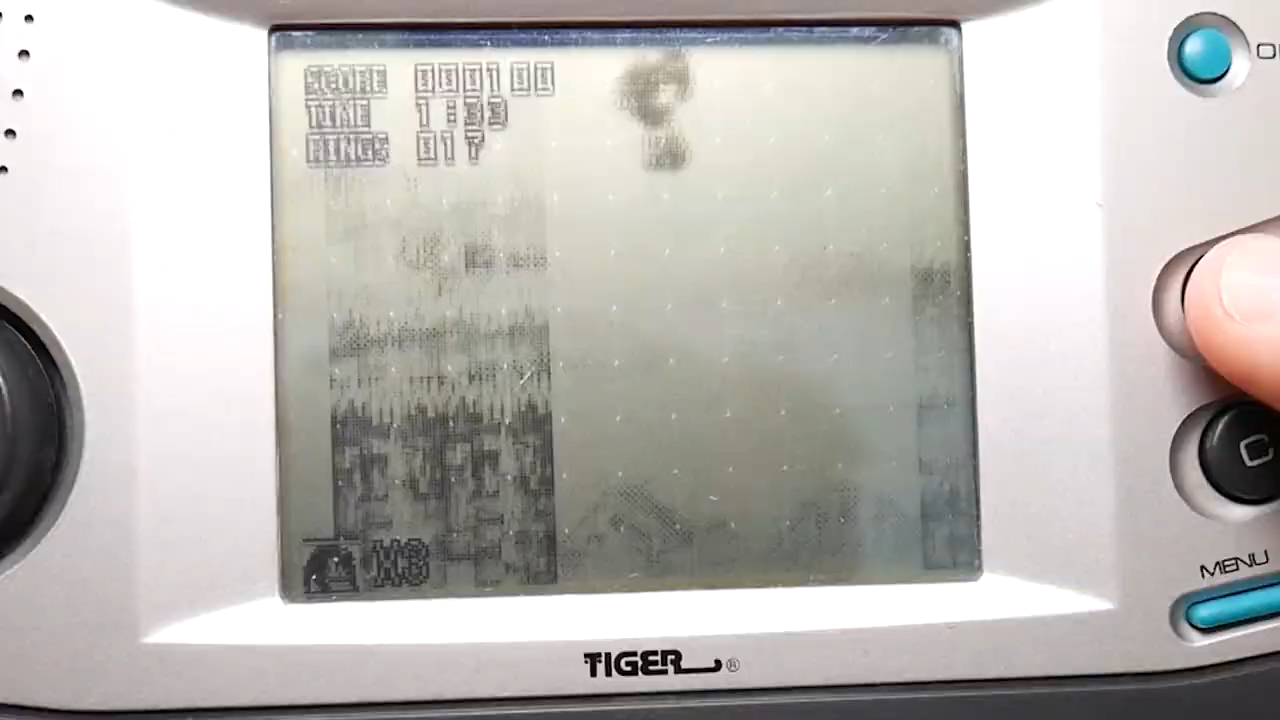 SCORE 000100
TIME 1:33
RINGS 017
X3
C
MENU
TIGER®